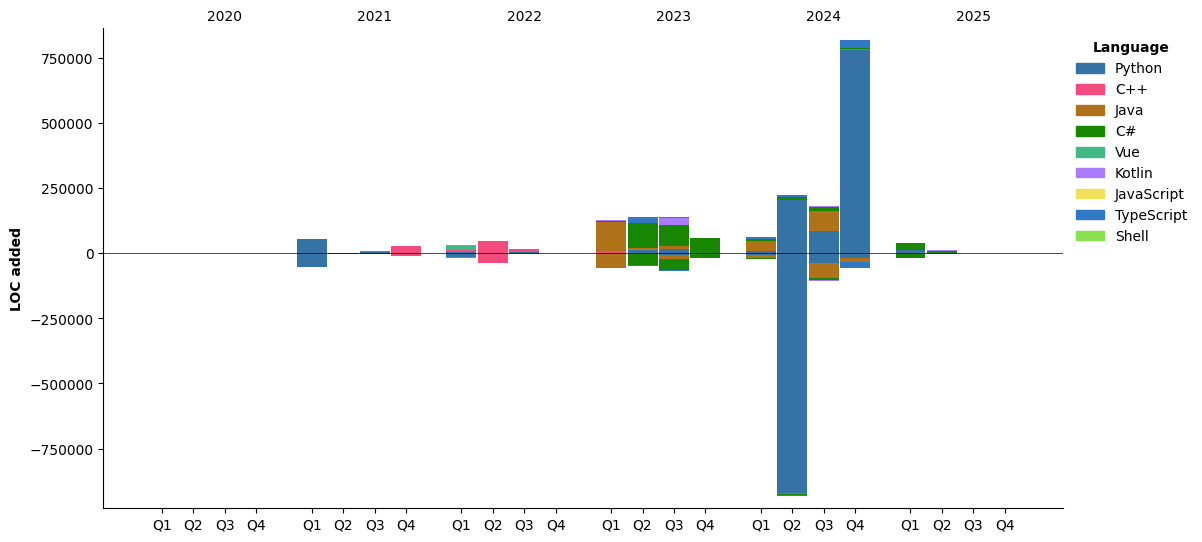 2020 2021 2022 2023 2024 2025
Language
Python
C++
Java
C#
Vue
Kotlin
JavaScript
TypeScript
Shell
LOC added
750000
500000
250000
0
−250000
−500000
−750000
Q1 Q2 Q3 Q4 Q1 Q2 Q3 Q4 Q1 Q2 Q3 Q4 Q1 Q2 Q3 Q4 Q1 Q2 Q3 Q4 Q1 Q2 Q3 Q4